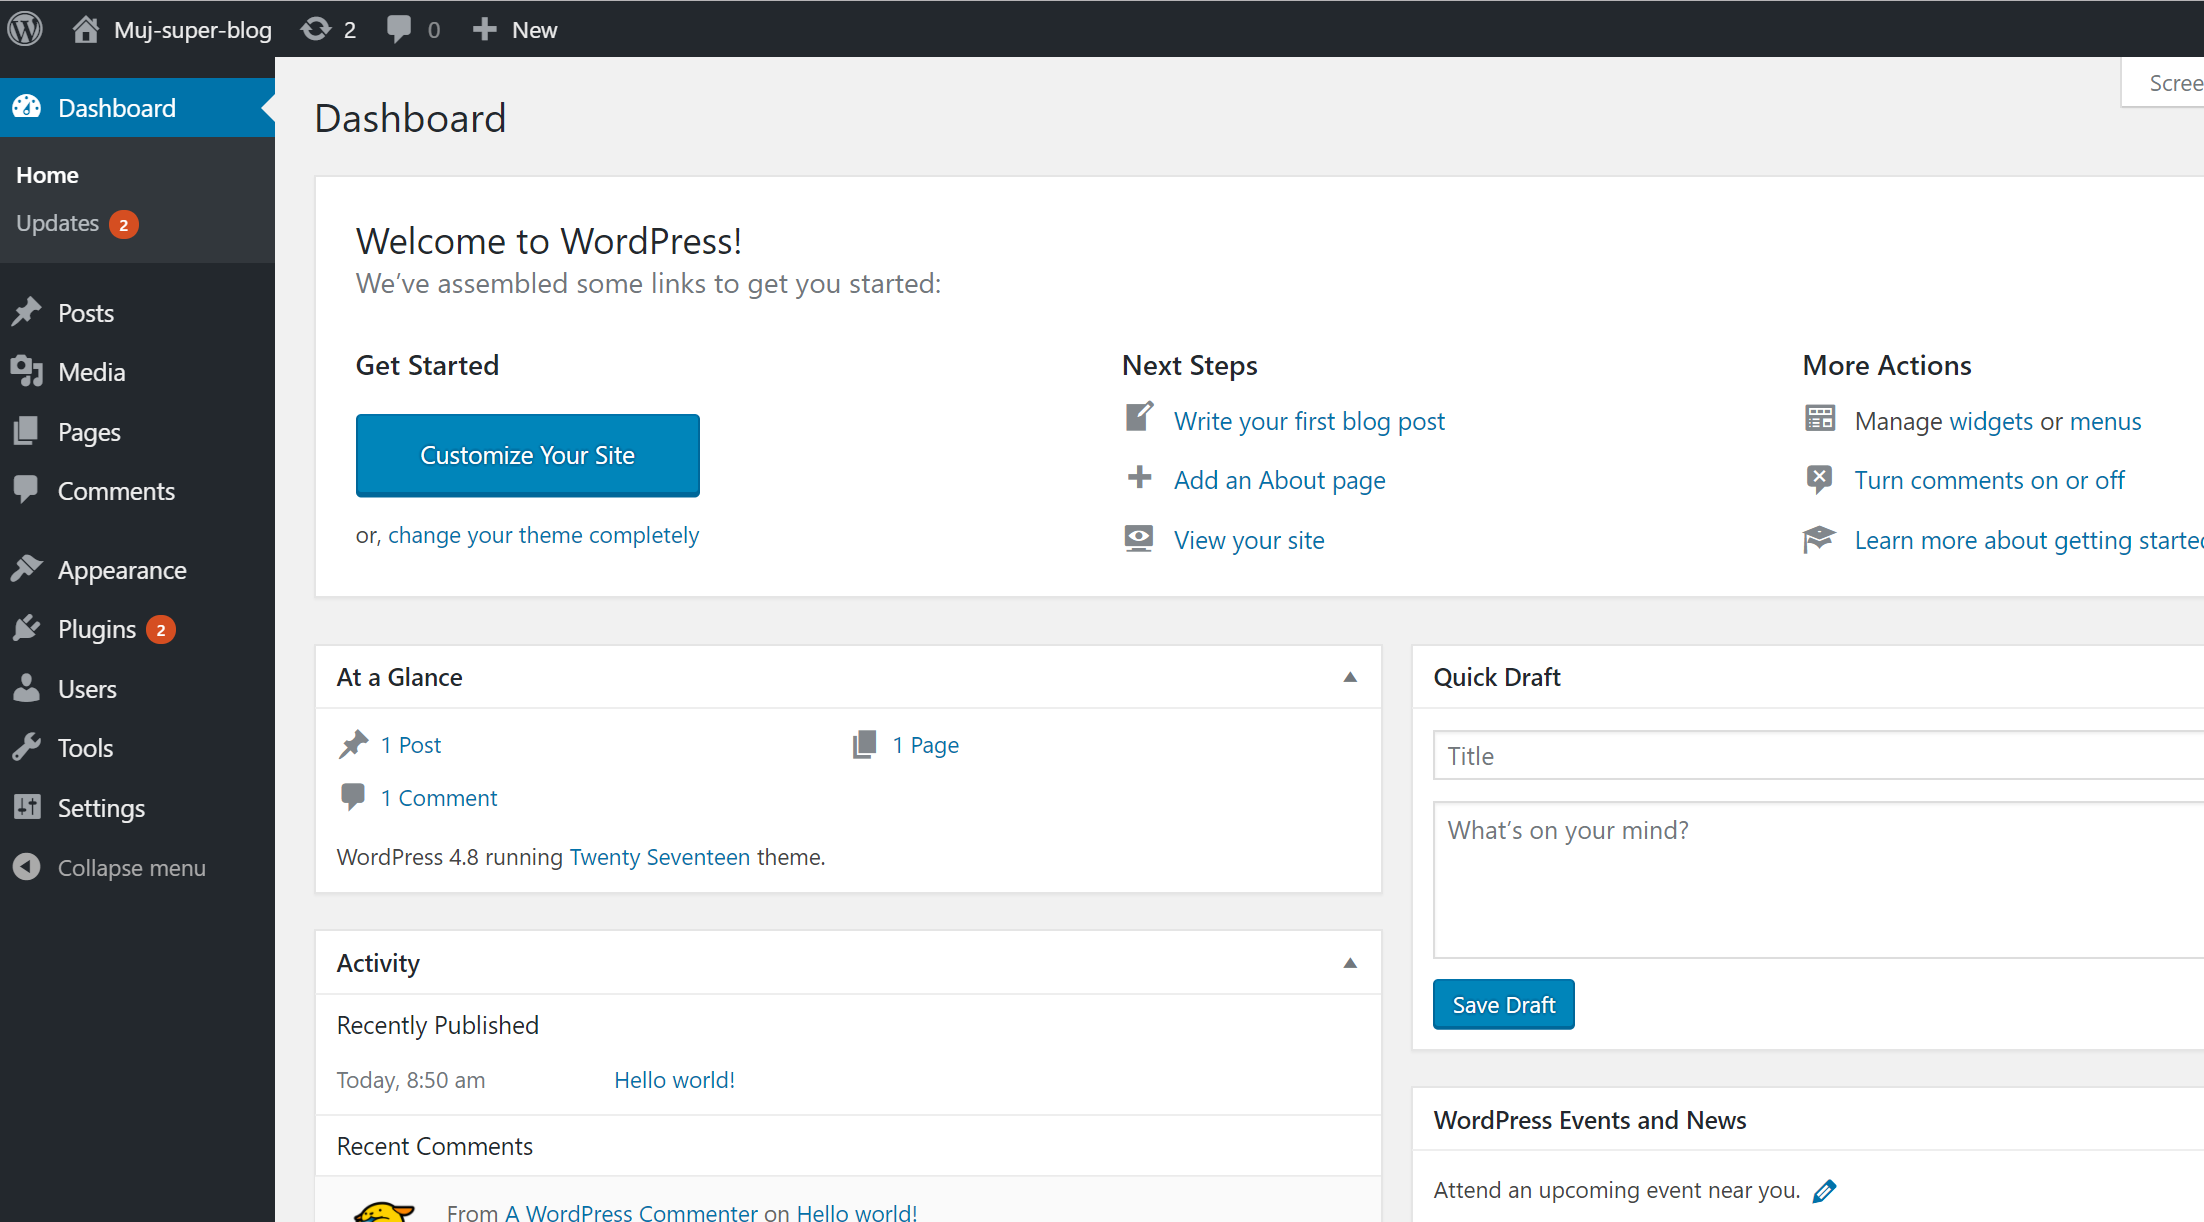 Muj-super-blog 2 0 New
Dashboard
Home
Updates 2
Posts
Media
Pages
Comments
Appearance
Plugins 2
Users
Tools
Settings
Collapse menu
Scree
Dashboard
Welcome to WordPress!
We’ve assembled some links to get you started:
Get Started
Customize Your Site
or, change your theme completely
Next Steps
Write your first blog post
Add an About page
View your site
More Actions
Manage widgets or menus
Turn comments on or off
Learn more about getting started
At a Glance
1 Post
1 Page
1 Comment
WordPress 4.8 running Twenty Seventeen theme.
Activity
Recently Published
Today, 8:50 am Hello world!
Recent Comments
From A WordPress Commenter on Hello world!
Quick Draft
Title
What’s on your mind?
Save Draft
WordPress Events and News
Attend an upcoming event near you.